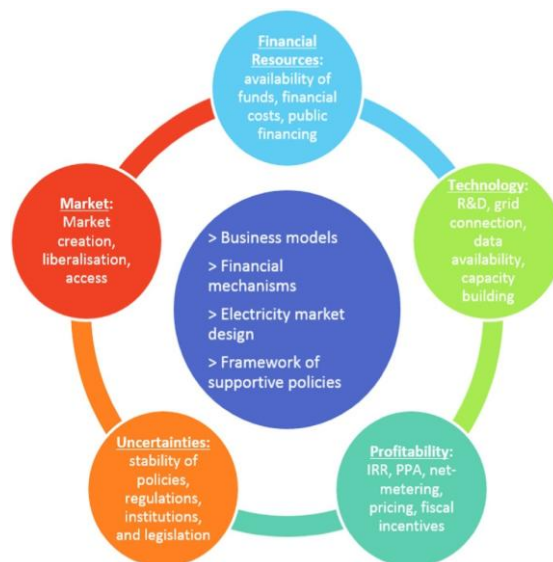 Financial
Resources:
availability of
funds, financial
costs, public
financing
Technology:
R&D, grid
connection,
data
availability,
capacity
building
Profitability:
IRR, PPA, net-
metering,
pricing, fiscal
incentives
Uncertainties:
stability of
policies,
regulations,
institutions,
and legislation
Market:
Market
creation,
liberalisation,
access
> Business models
> Financial
mechanisms
> Electricity market
design
> Framework of
supportive policies